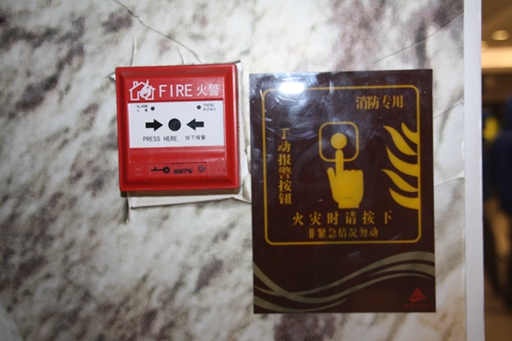 FIRE 火警
PRESS HERE 按下报警
消防专用
手动报警按钮
火灾时请按下
非紧急情况勿动